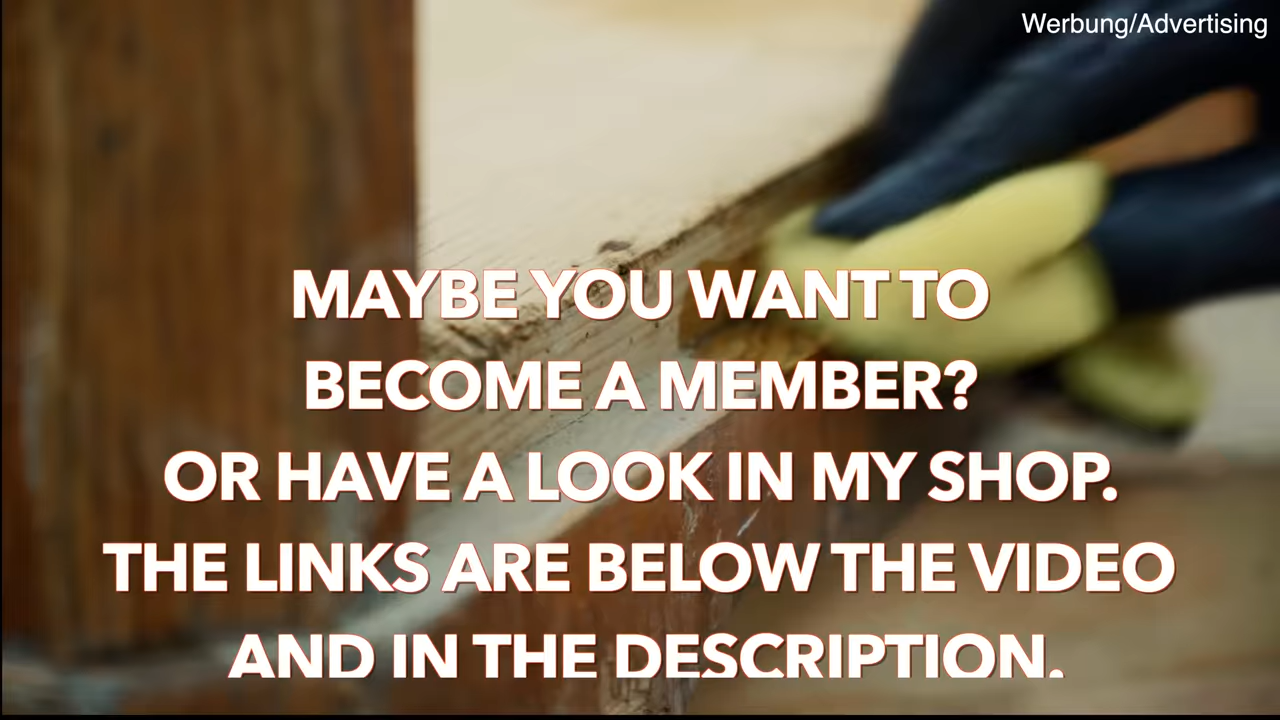 Werbung/Advertising
MAYBE YOU WANT TO
BECOME A MEMBER?
OR HAVE A LOOK IN MY SHOP.
THE LINKS ARE BELOW THE VIDEO
AND IN THE DESCRIPTION.